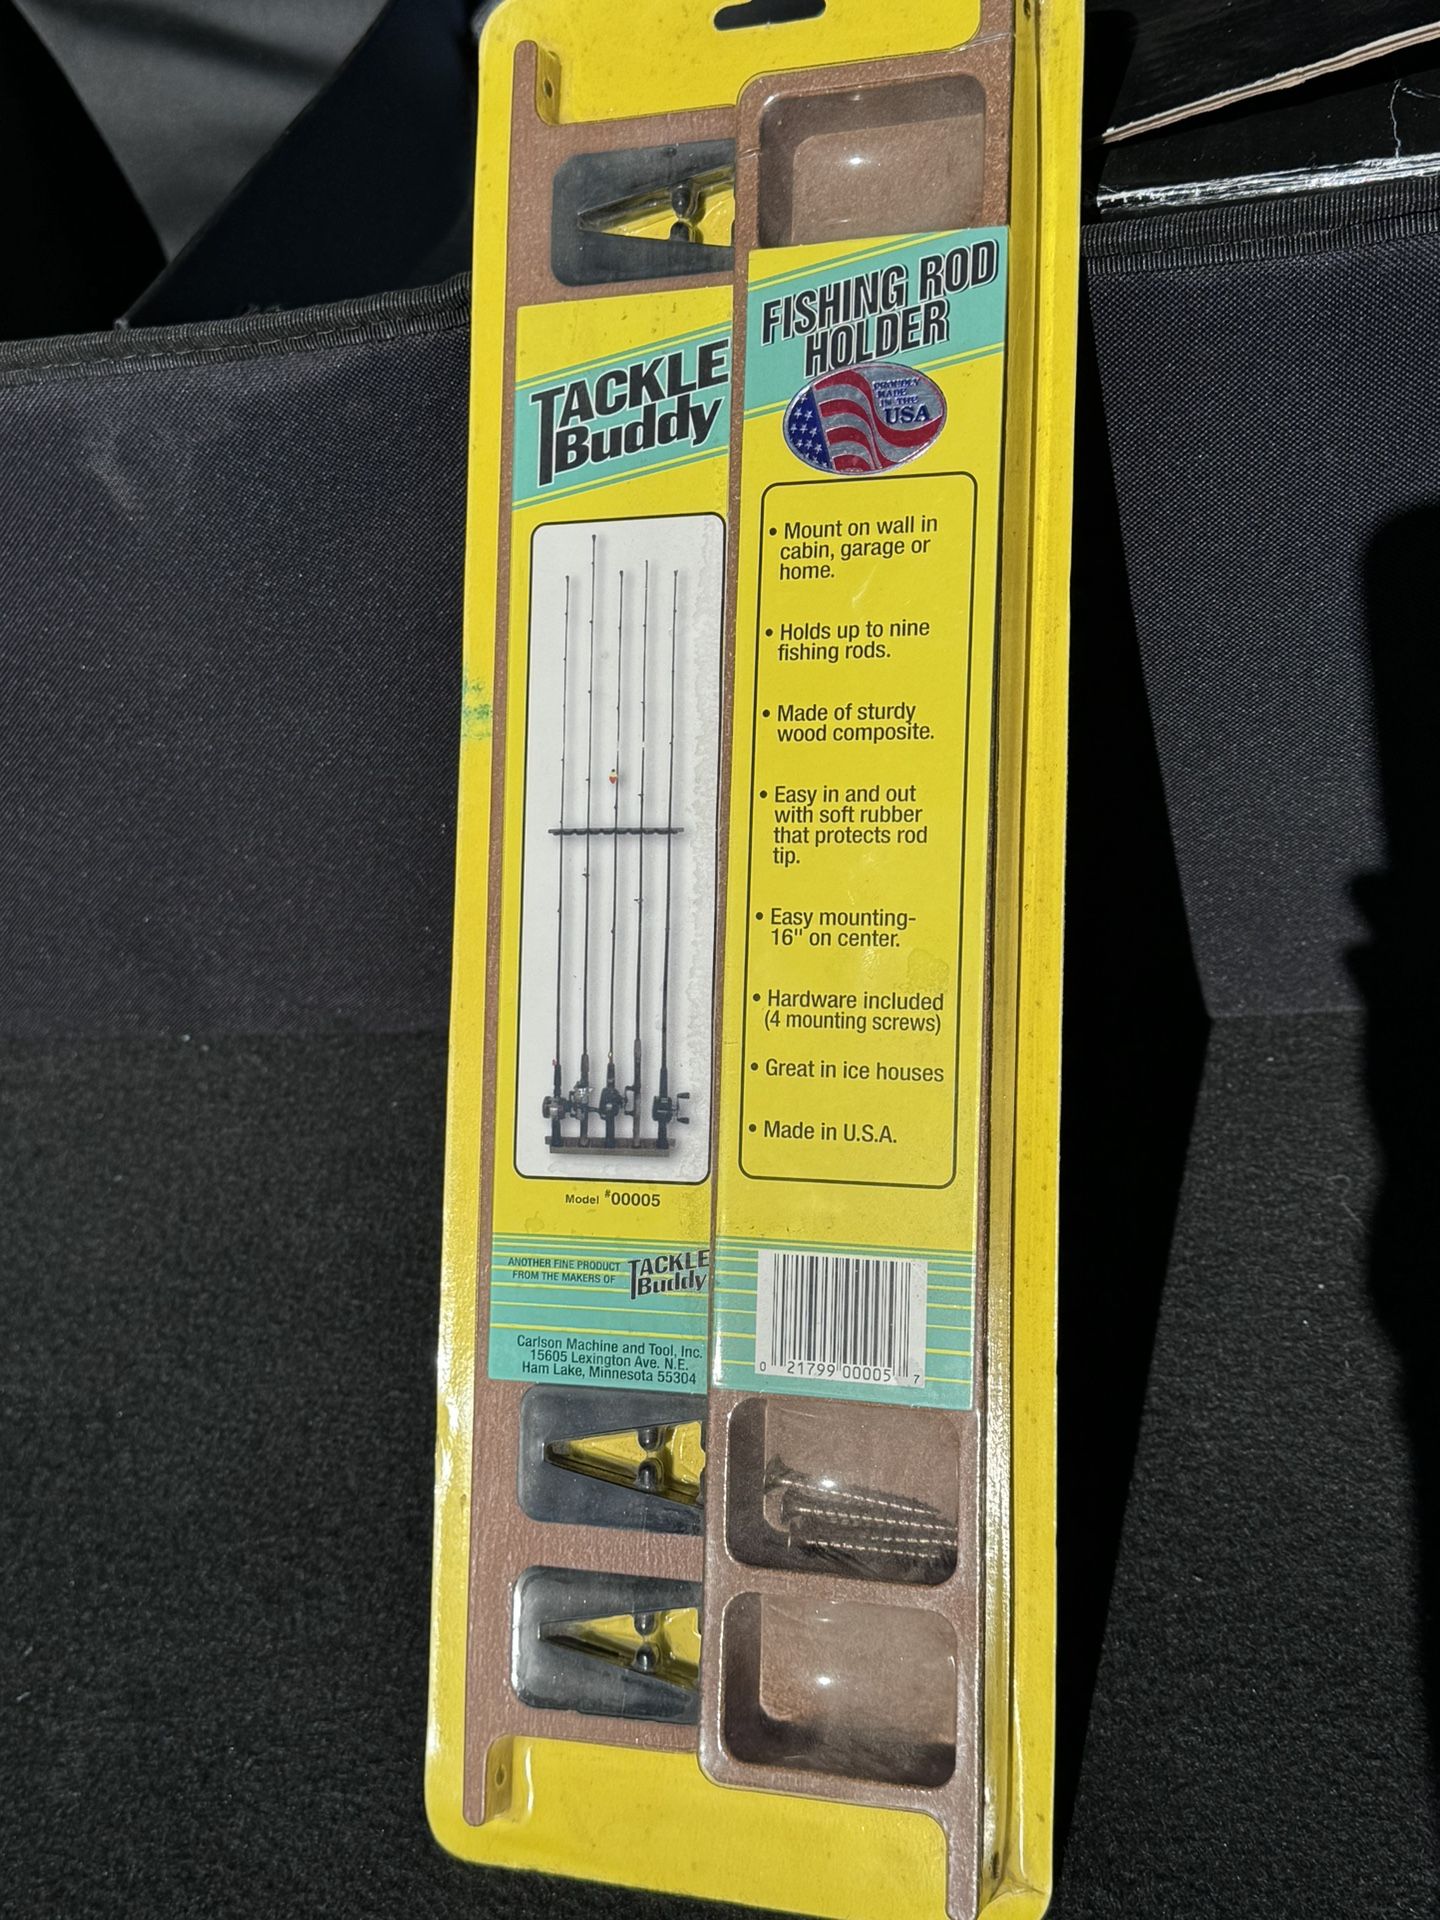 TACKLE
Buddy
Model #00005
ANOTHER FINE PRODUCT
FROM THE MAKERS OF
TACKLE
Buddy
Carlson Machine and Tool, Inc.
15605 Lexington Ave. N.E.
Ham Lake, Minnesota 55304
FISHING ROD
HOLDER
PROUDLY
MADE
IN THE
USA
• Mount on wall in
cabin, garage or
home.
• Holds up to nine
fishing rods.
• Made of sturdy
wood composite.
• Easy in and out
with soft rubber
that protects rod
tip.
• Easy mounting-
16" on center.
• Hardware included
(4 mounting screws)
• Great in ice houses
• Made in U.S.A.
0 21799 00005 7